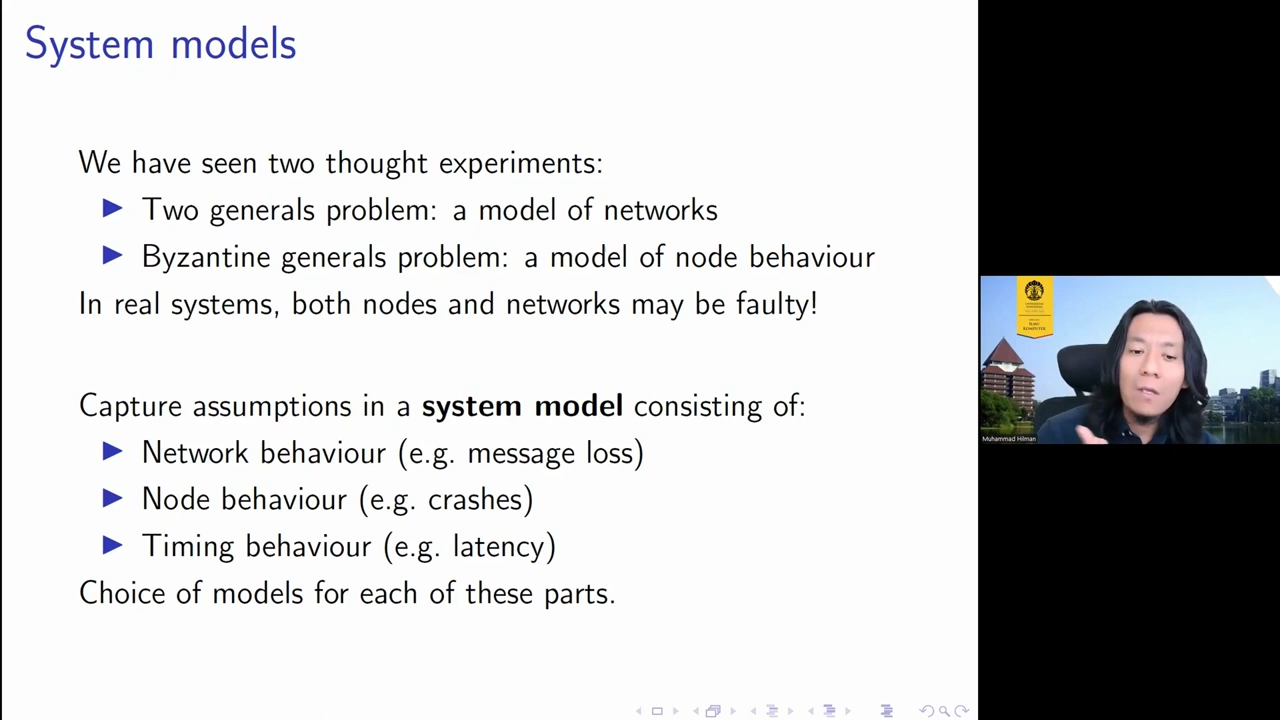 System models
We have seen two thought experiments:
Two generals problem: a model of networks
Byzantine generals problem: a model of node behaviour
In real systems, both nodes and networks may be faulty!
Capture assumptions in a system model consisting of:
Network behaviour (e.g. message loss)
Node behaviour (e.g. crashes)
Timing behaviour (e.g. latency)
Choice of models for each of these parts.
ILMU
KOMPUTER
Muhammad Hilman